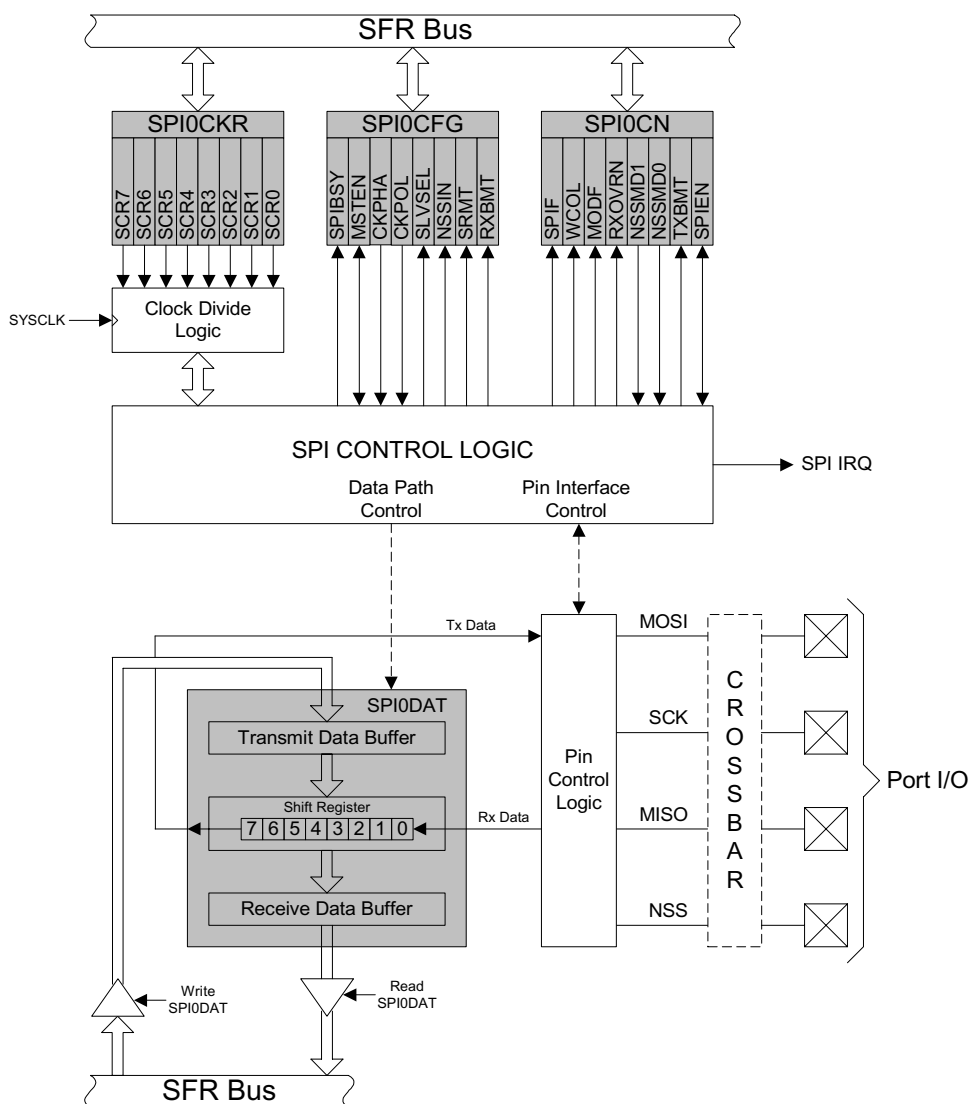 SFR Bus
SPI0CKR
SCR7
SCR6
SCR5
SCR4
SCR3
SCR2
SCR1
SCR0
SPI0CFG
SPIBSY
MSTEN
CKPHA
CKPOL
SLVSEL
NSSIN
SRMT
RXBMT
SPI0CN
SPIF
WCOL
MODF
RXOVRN
NSSMD1
NSSMD0
TXBMT
SPIEN
SYSCLK
Clock Divide
Logic
SPI CONTROL LOGIC
SPI IRQ
Data Path
Control
Pin Interface
Control
Tx Data
SPI0DAT
Transmit Data Buffer
Shift Register
7 6 5 4 3 2 1 0
Rx Data
Receive Data Buffer
Pin
Control
Logic
MOSI
SCK
MISO
NSS
CROSSBAR
Port I/O
Write
SPI0DAT
Read
SPI0DAT
SFR Bus